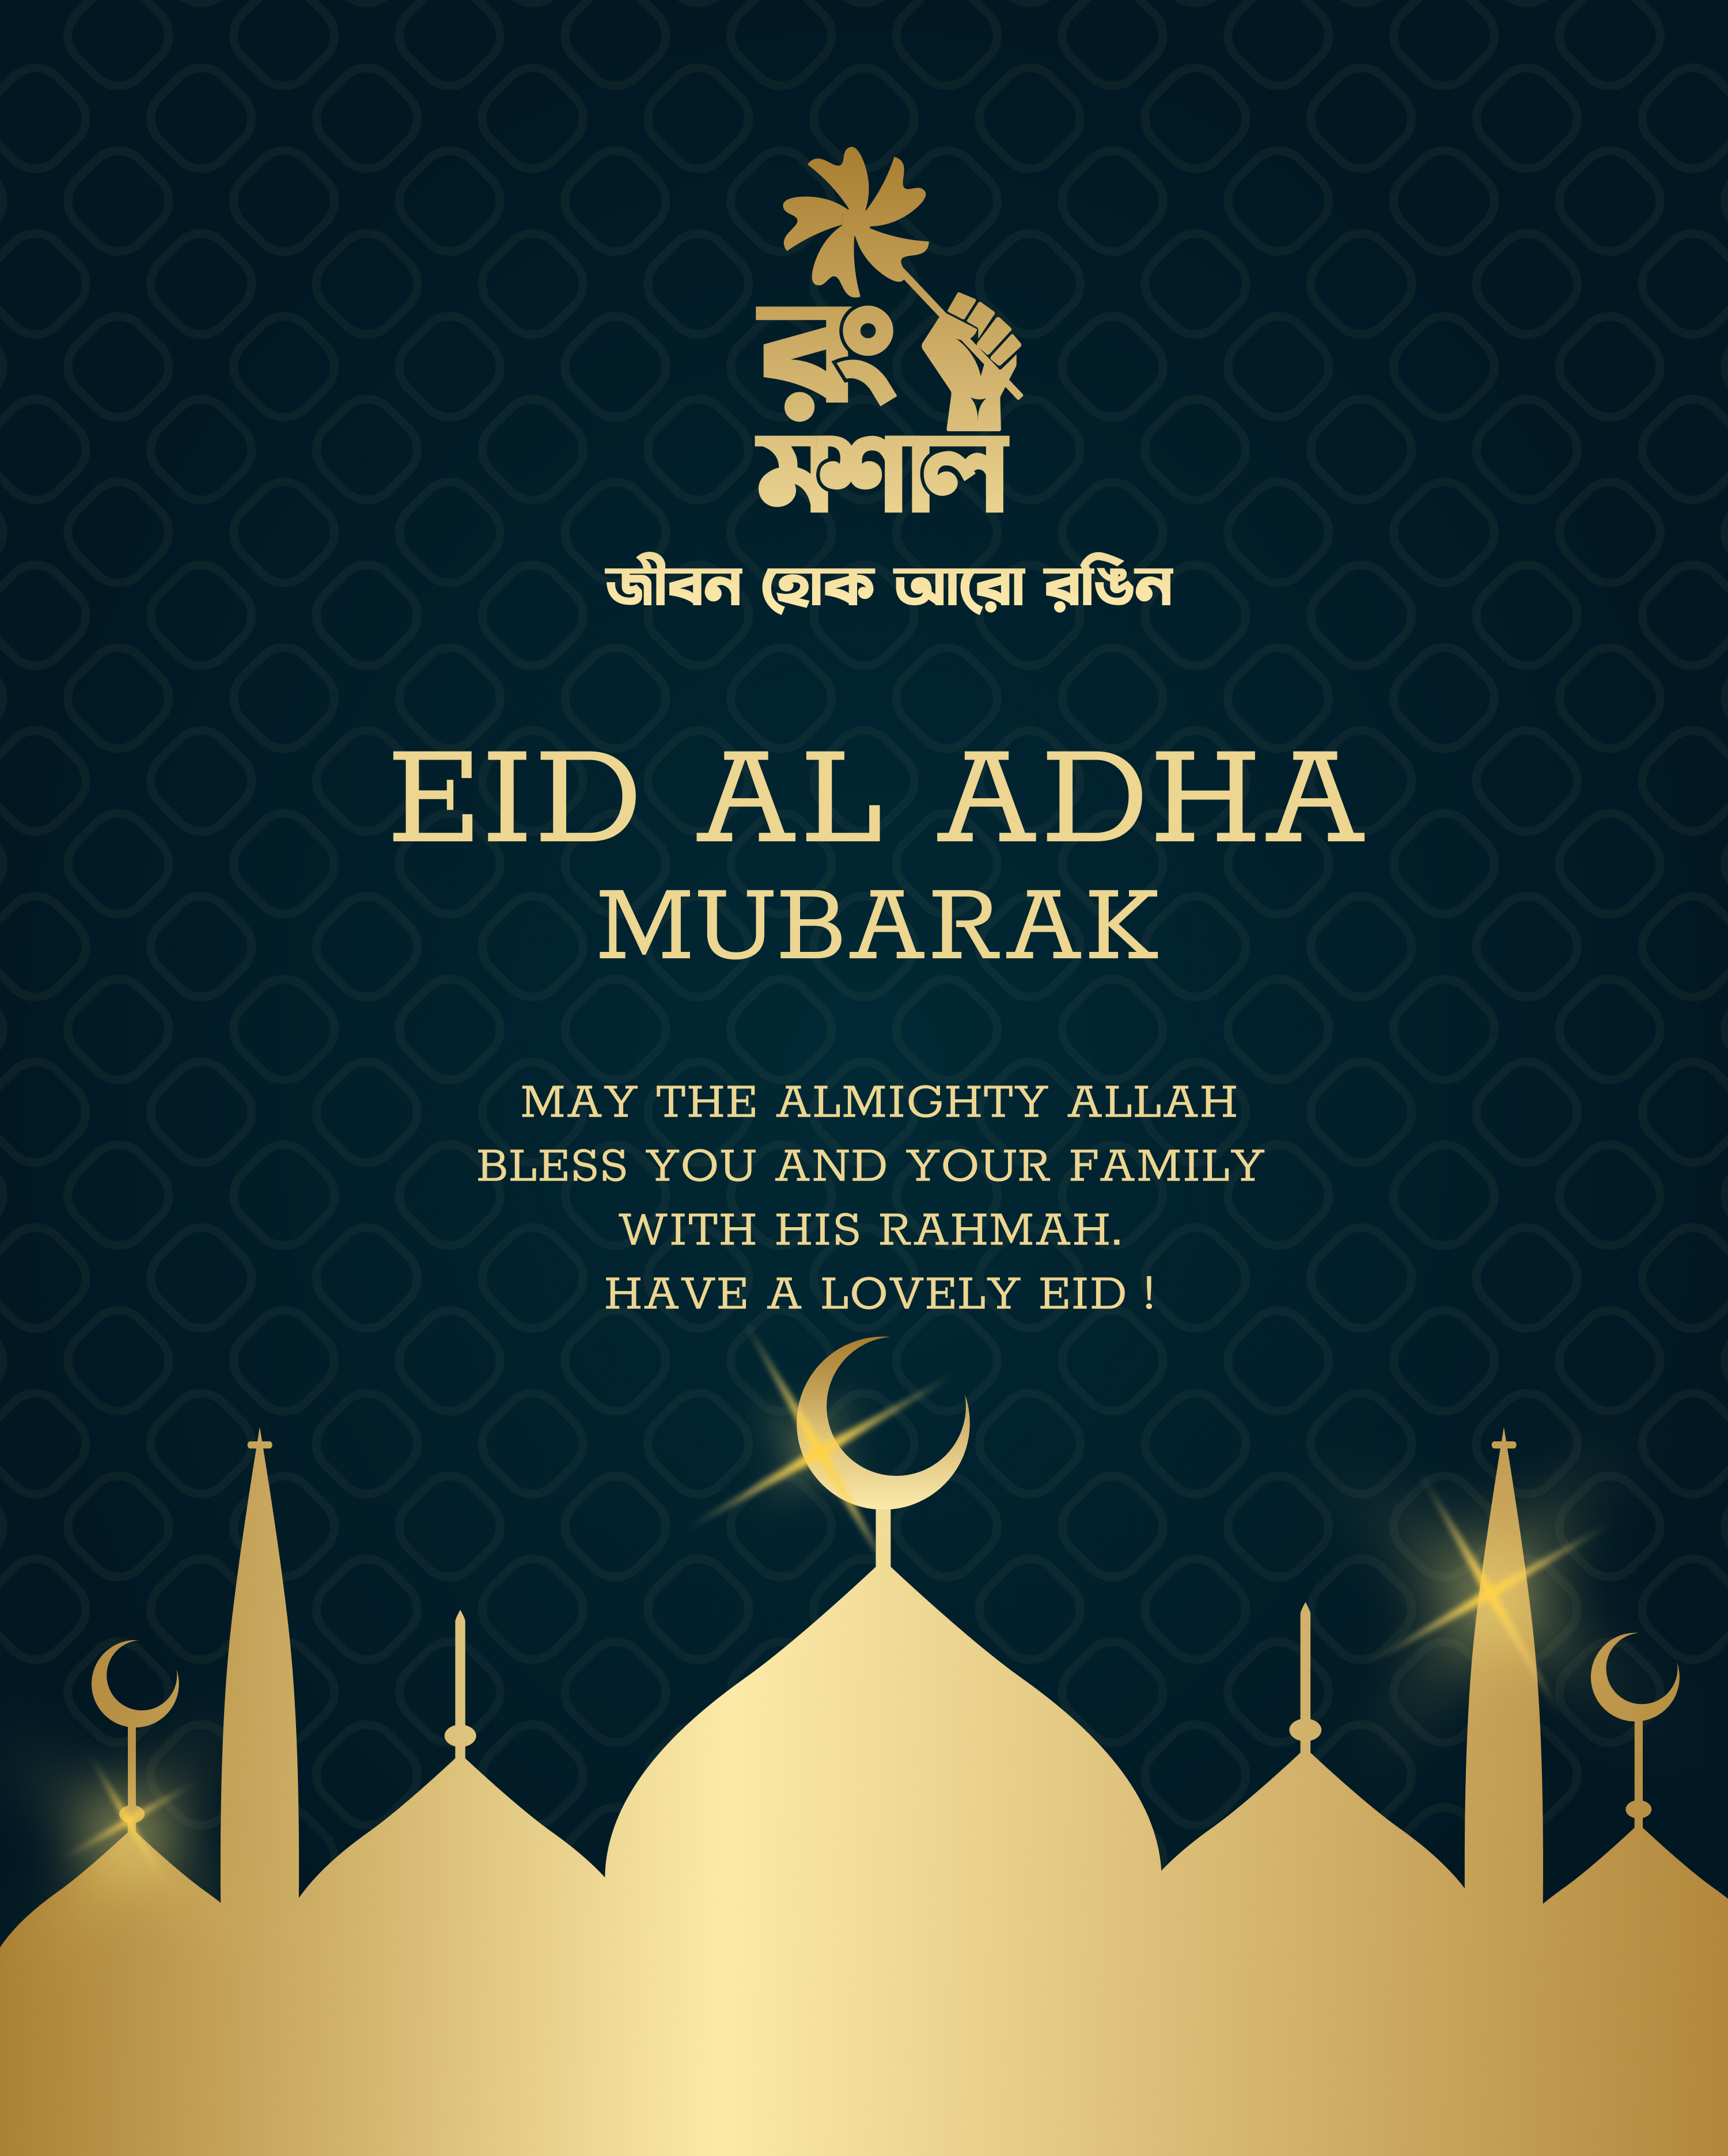 রং
মশাল
জীবন হোক আরো রঙিন
EID AL ADHA
MUBARAK
MAY THE ALMIGHTY ALLAH
BLESS YOU AND YOUR FAMILY
WITH HIS RAHMAH.
HAVE A LOVELY EID !